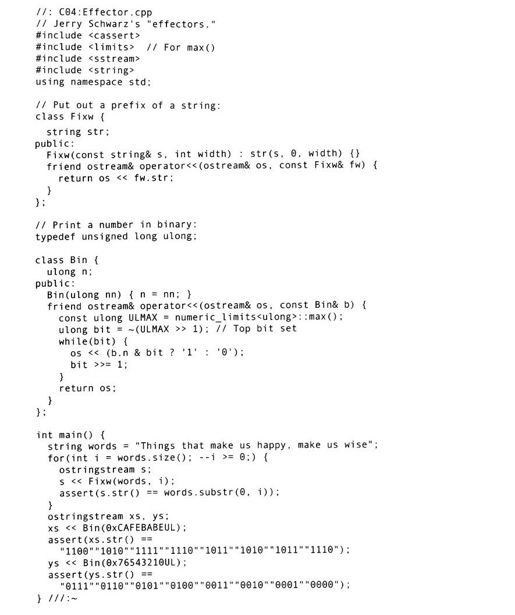 //: C04:Effector.cpp
// Jerry Schwarz's "effectors."
#include <cassert>
#include <limits>  // For max()
#include <sstream>
#include <string>
using namespace std;

// Put out a prefix of a string:
class Fixw {
  string str;
public:
  Fixw(const string& s, int width) : str(s, 0, width) {}
  friend ostream& operator<<(ostream& os, const Fixw& fw) {
    return os << fw.str;
  }
};

// Print a number in binary:
typedef unsigned long ulong;

class Bin {
  ulong n;
public:
  Bin(ulong nn) { n = nn; }
  friend ostream& operator<<(ostream& os, const Bin& b) {
    const ulong ULMAX = numeric_limits<ulong>::max();
    ulong bit = ~(ULMAX >> 1); // Top bit set
    while(bit) {
      os << (b.n & bit ? '1' : '0');
      bit >>= 1;
    }
    return os;
  }
};

int main() {
  string words = "Things that make us happy, make us wise";
  for(int i = words.size(); --i >= 0;) {
    ostringstream s;
    s << Fixw(words, i);
    assert(s.str() == words.substr(0, i));
  }
  ostringstream xs, ys;
  xs << Bin(0xCAFEBABEUL);
  assert(xs.str() ==
    "1100""1010""1111""1110""1011""1010""1011""1110");
  ys << Bin(0x76543210UL);
  assert(ys.str() ==
    "0111""0110""0101""0100""0011""0010""0001""0000");
} ///:~